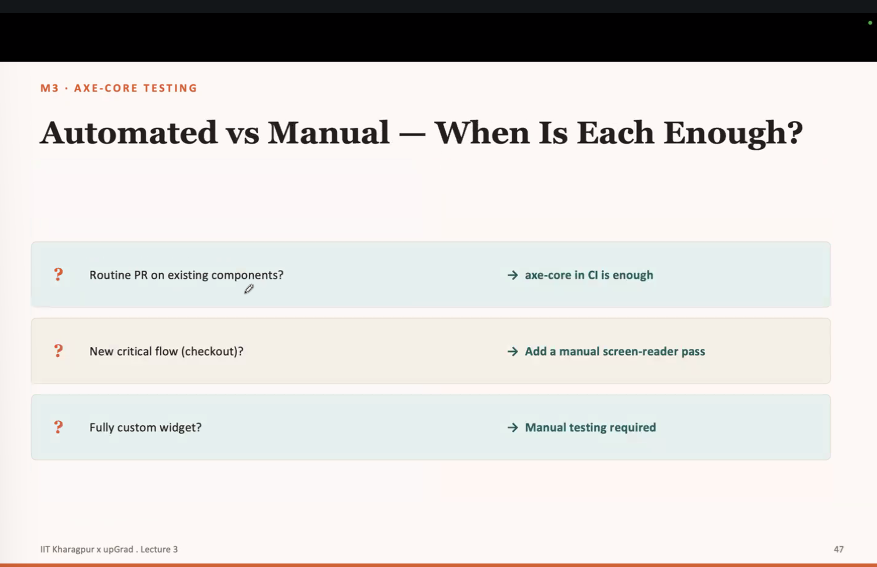 M3 · AXE-CORE TESTING
Automated vs Manual — When Is Each Enough?
? Routine PR on existing components? → axe-core in CI is enough
? New critical flow (checkout)? → Add a manual screen-reader pass
? Fully custom widget? → Manual testing required
IIT Kharagpur x upGrad . Lecture 3 47